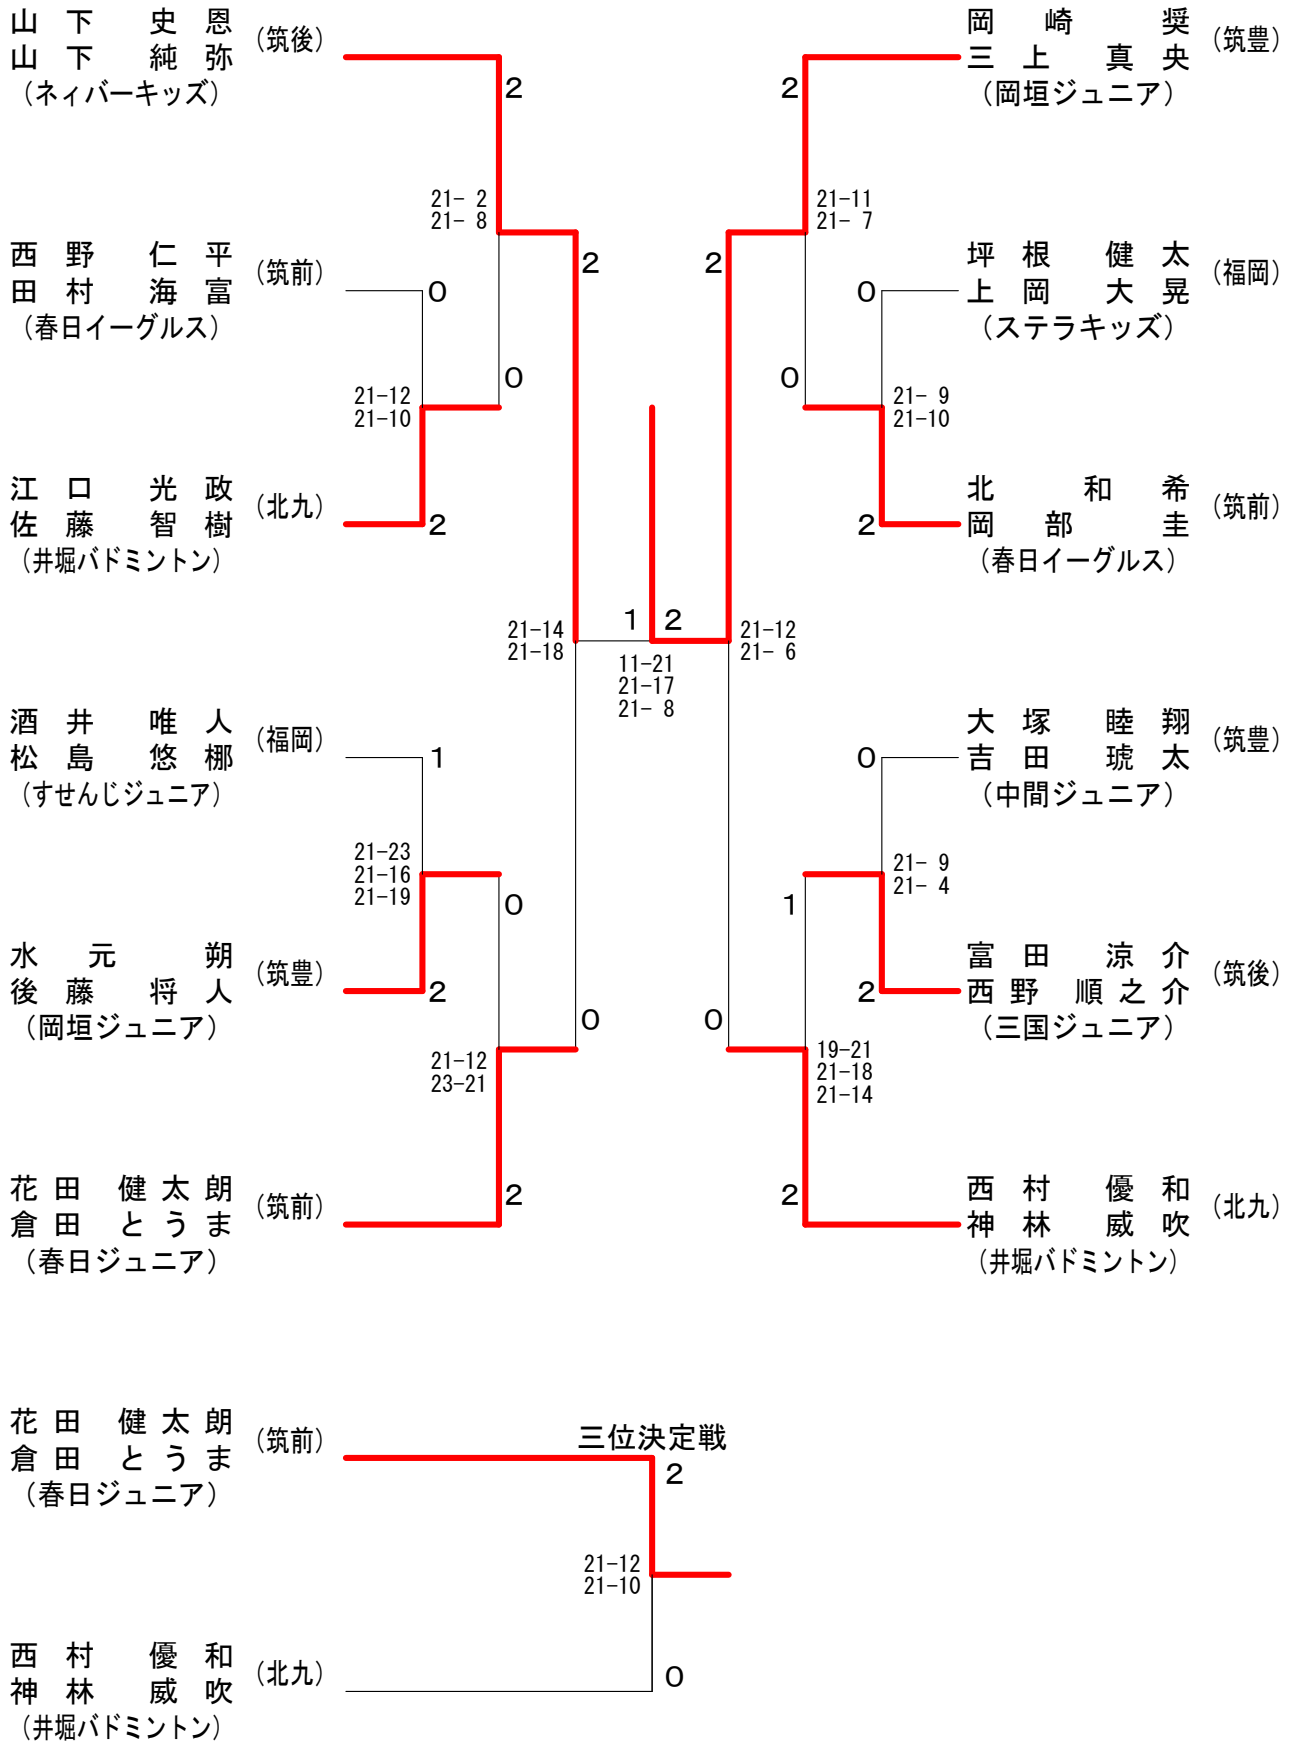 山下 史恩 (筑後)
山下 純弥
(ネィバーキッズ)
2
21- 2
21- 8
西野 仁平 (筑前)
田村 海富
(春日イーグルス)
0
2
0
21-12
21-10
江口 光政 (北九)
佐藤 智樹
(井堀バドミントン)
2
21-14
21-18
酒井 唯人 (福岡)
松島 悠梛
(すせんじジュニア)
1
21-23
21-16
21-19
0
水元 朔 (筑豊)
後藤 将人
(岡垣ジュニア)
2
0
21-12
23-21
花田 健太朗 (筑前)
倉田 とうま
(春日ジュニア)
2
1 2
11-21
21-17
21- 8
岡崎 奨 (筑豊)
三上 真央
(岡垣ジュニア)
2
21-11
21- 7
2
坪根 健太 (福岡)
上岡 大晃
(ステラキッズ)
0
0
21- 9
21-10
北 和希 (筑前)
岡部 圭
(春日イーグルス)
2
21-12
21- 6
大塚 睦翔 (筑豊)
吉田 琥太
(中間ジュニア)
0
21- 9
21- 4
1
富田 涼介 (筑後)
西野 順之介
(三国ジュニア)
2
0
19-21
21-18
21-14
西村 優和 (北九)
神林 威吹
(井堀バドミントン)
2
三位決定戦
花田 健太朗 (筑前)
倉田 とうま
(春日ジュニア)
2
21-12
21-10
西村 優和 (北九)
神林 威吹
(井堀バドミントン)
0